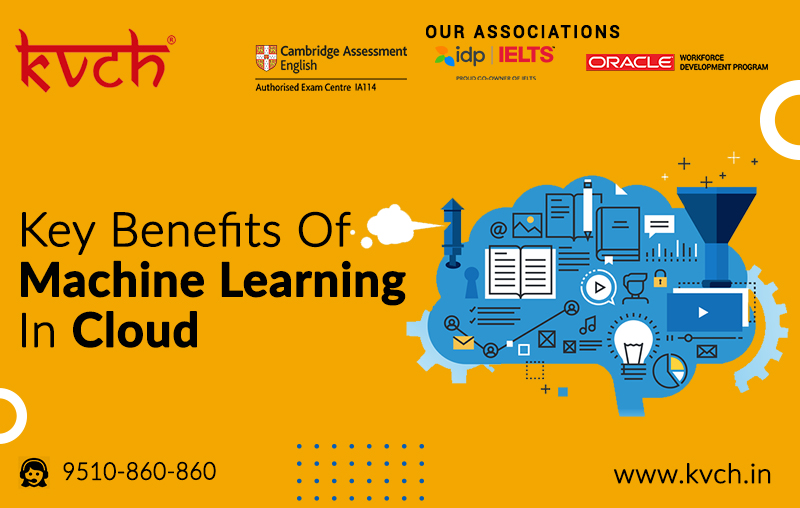 kvch®
OUR ASSOCIATIONS
Cambridge Assessment
English
Authorised Exam Centre IA114
idp | IELTS
PROUD CO-OWNER OF IELTS
ORACLE
WORKFORCE
DEVELOPMENT PROGRAM
Key Benefits Of
Machine Learning
In Cloud
@
9510-860-860
www.kvch.in